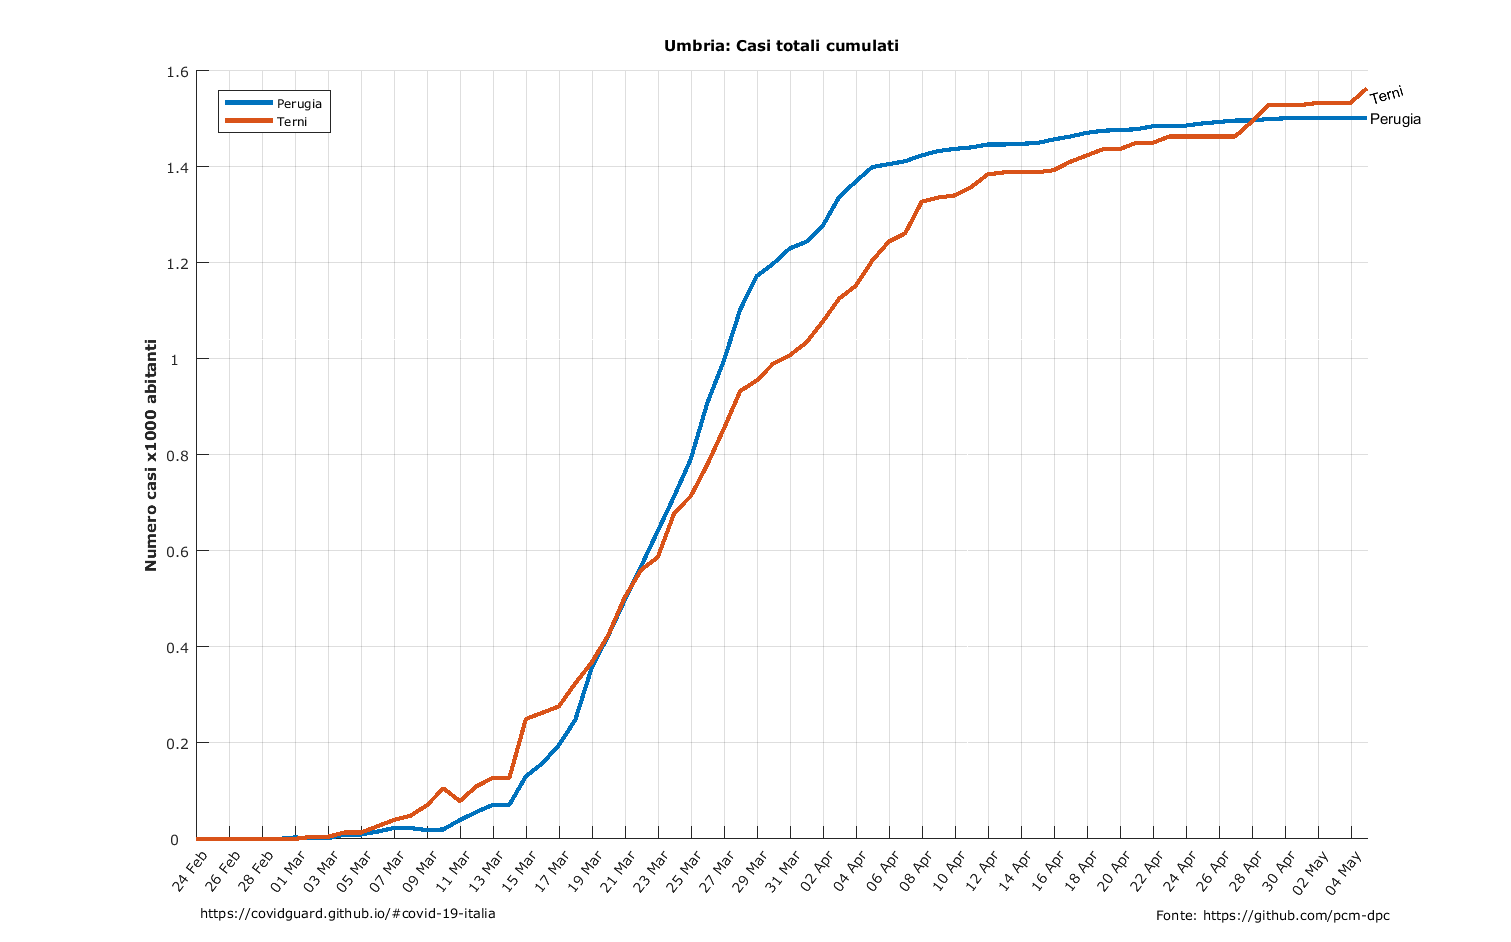 Umbria: Casi totali cumulati
Perugia
Terni
Numero casi x1000 abitanti
1.6
1.4
1.2
1
0.8
0.6
0.4
0.2
0
Terni
Perugia
24 Feb
26 Feb
28 Feb
01 Mar
03 Mar
05 Mar
07 Mar
09 Mar
11 Mar
13 Mar
15 Mar
17 Mar
19 Mar
21 Mar
23 Mar
25 Mar
27 Mar
29 Mar
31 Mar
02 Apr
04 Apr
06 Apr
08 Apr
10 Apr
12 Apr
14 Apr
16 Apr
18 Apr
20 Apr
22 Apr
24 Apr
26 Apr
28 Apr
30 Apr
02 May
04 May
https://covidguard.github.io/#covid-19-italia
Fonte: https://github.com/pcm-dpc